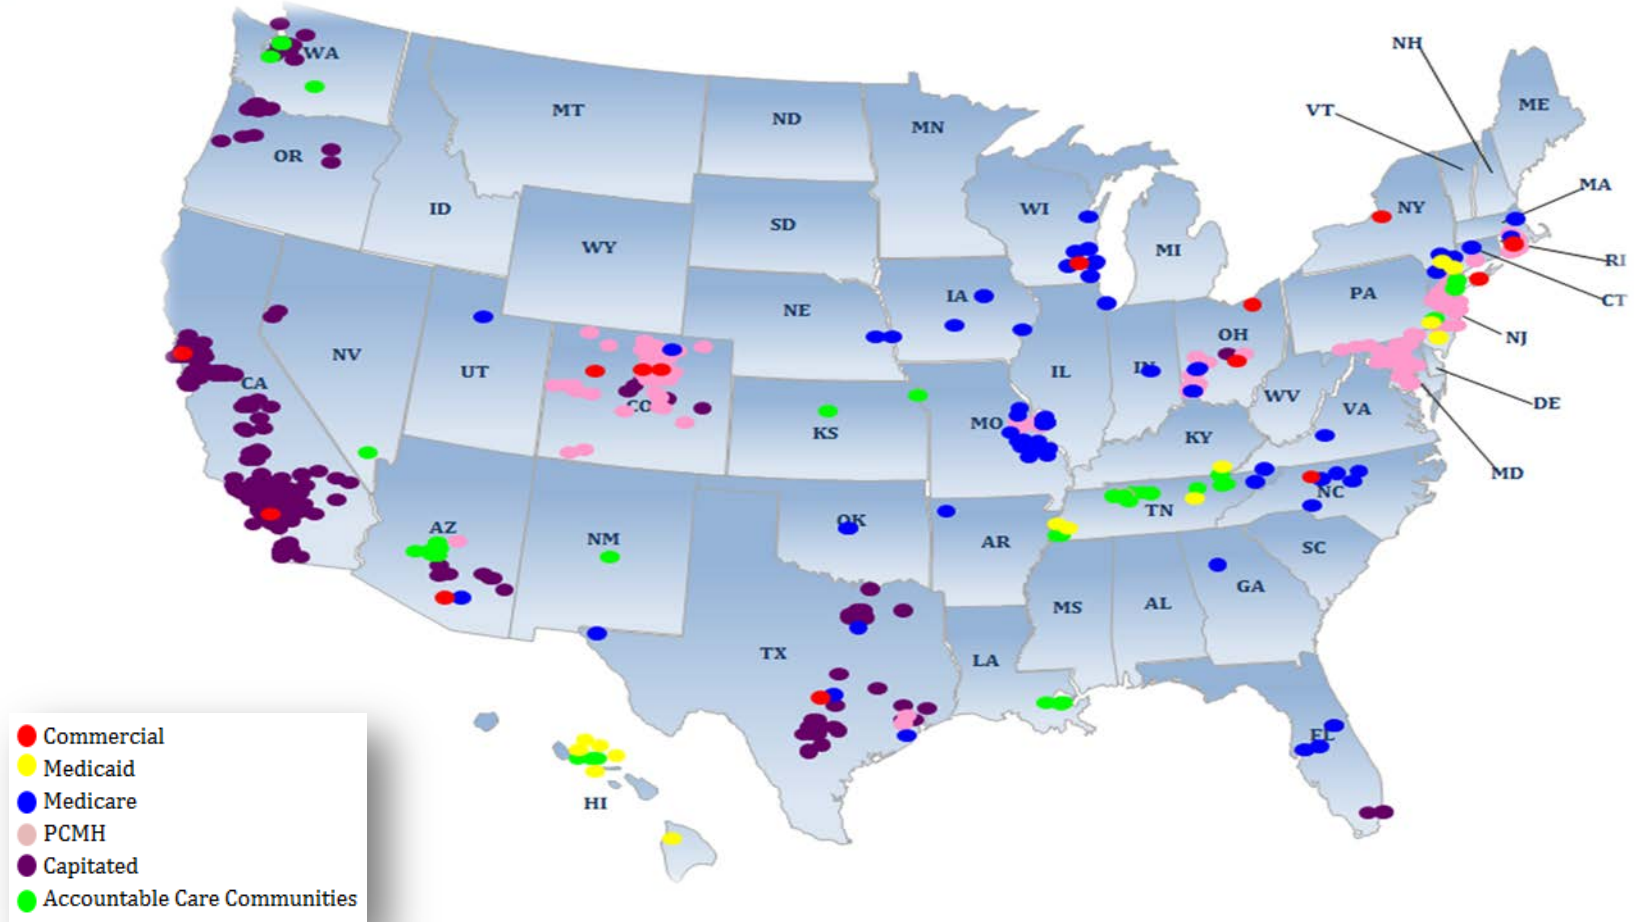 NH
WA
ME
MT
ND
VT
MN
OR
MA
NY
ID
WI
SD
WY
MI
RI
PA
CT
IA
NE
OH
NJ
NV
UT
IL
IN
CA
WV
DE
CO
VA
MO
KS
KY
MD
NC
TN
OK
AZ
NM
AR
SC
GA
MS
AL
TX
LA
FL
HI
Commercial
Medicaid
Medicare
PCMH
Capitated
Accountable Care Communities